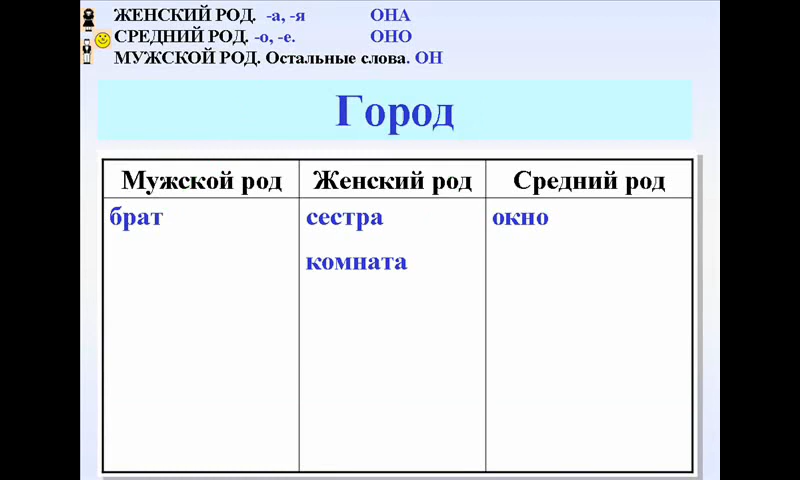 ЖЕНСКИЙ РОД. -а, -я ОНА
СРЕДНИЙ РОД. -о, -е. ОНО
МУЖСКОЙ РОД. Остальные слова. ОН
Город
Мужской род Женский род Средний род
брат сестра окно
комната